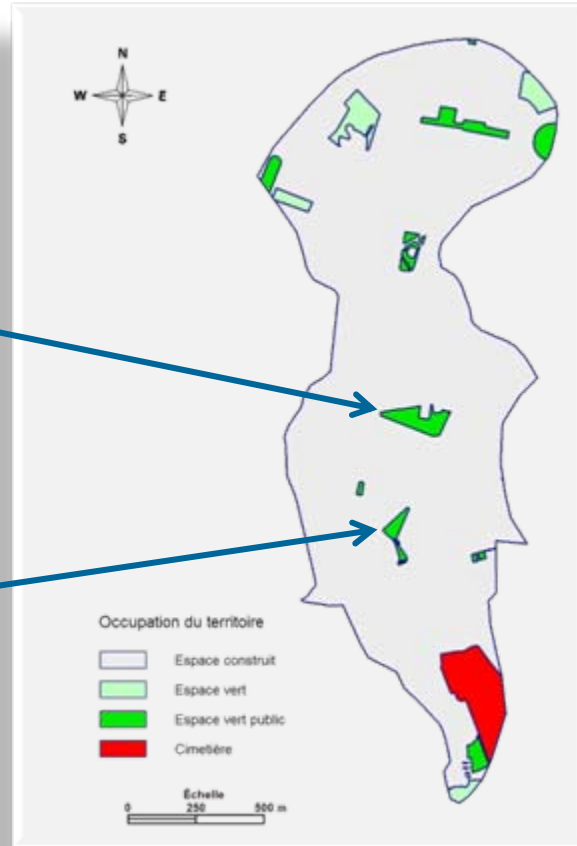 N
W E
S
Occupation du territoire
Espace construit
Espace vert
Espace vert public
Cimetière
Échelle
0 250 500 m